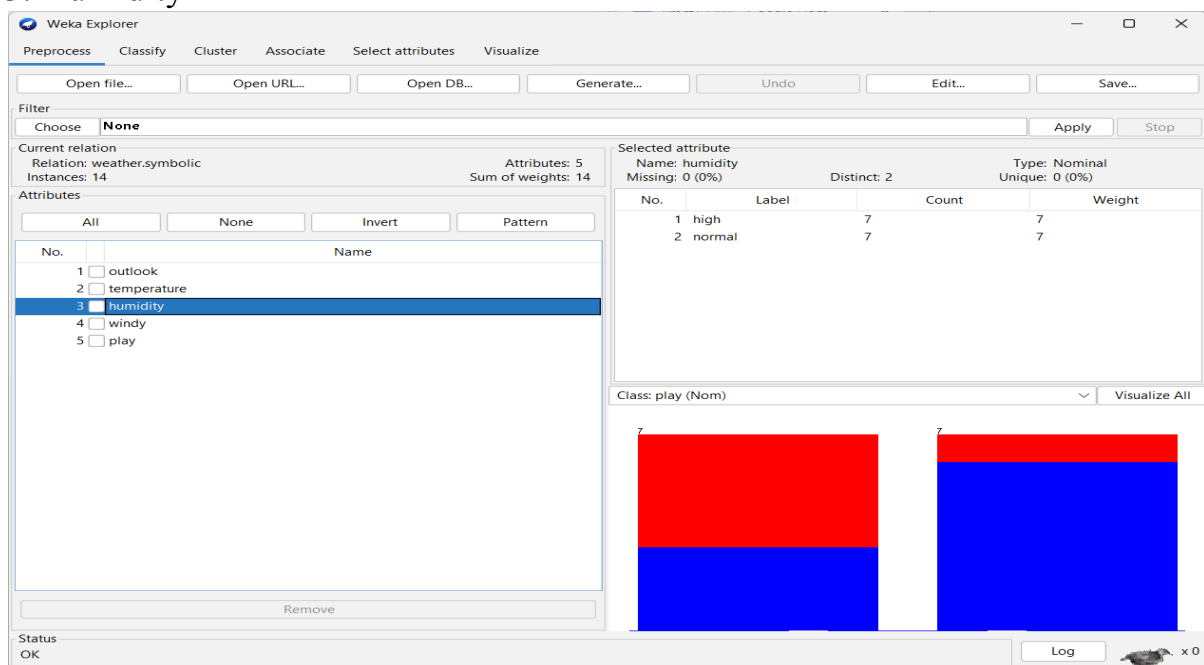 Weka Explorer
Preprocess Classify Cluster Associate Select attributes Visualize
Open file... Open URL... Open DB... Generate... Undo Edit... Save...
Filter
Choose None Apply Stop
Current relation
Relation: weather.symbolic Attributes: 5
Instances: 14 Sum of weights: 14
Attributes
All None Invert Pattern
No. Name
1 outlook
2 temperature
3 humidity
4 windy
5 play
Remove
Selected attribute
Name: humidity Type: Nominal
Missing: 0 (0%) Distinct: 2 Unique: 0 (0%)
No. Label Count Weight
1 high 7 7
2 normal 7 7
Class: play (Nom) Visualize All
7 7
Status
OK Log x 0